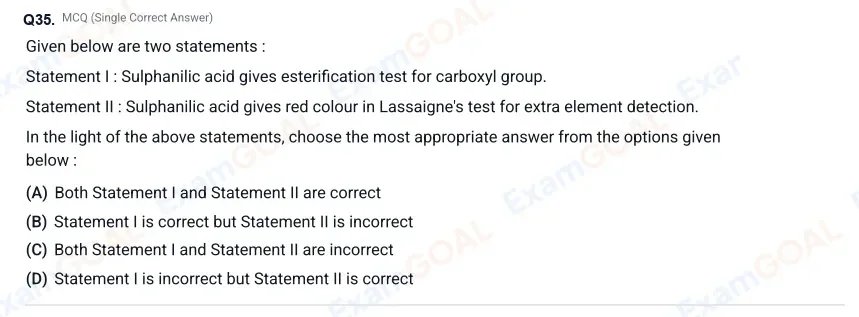 Q35. MCQ (Single Correct Answer)
Given below are two statements :
Statement I : Sulphanilic acid gives esterification test for carboxyl group.
Statement II : Sulphanilic acid gives red colour in Lassaigne's test for extra element detection.
In the light of the above statements, choose the most appropriate answer from the options given
below :
(A) Both Statement I and Statement II are correct
(B) Statement I is correct but Statement II is incorrect
(C) Both Statement I and Statement II are incorrect
(D) Statement I is incorrect but Statement II is correct
ExamGOAL